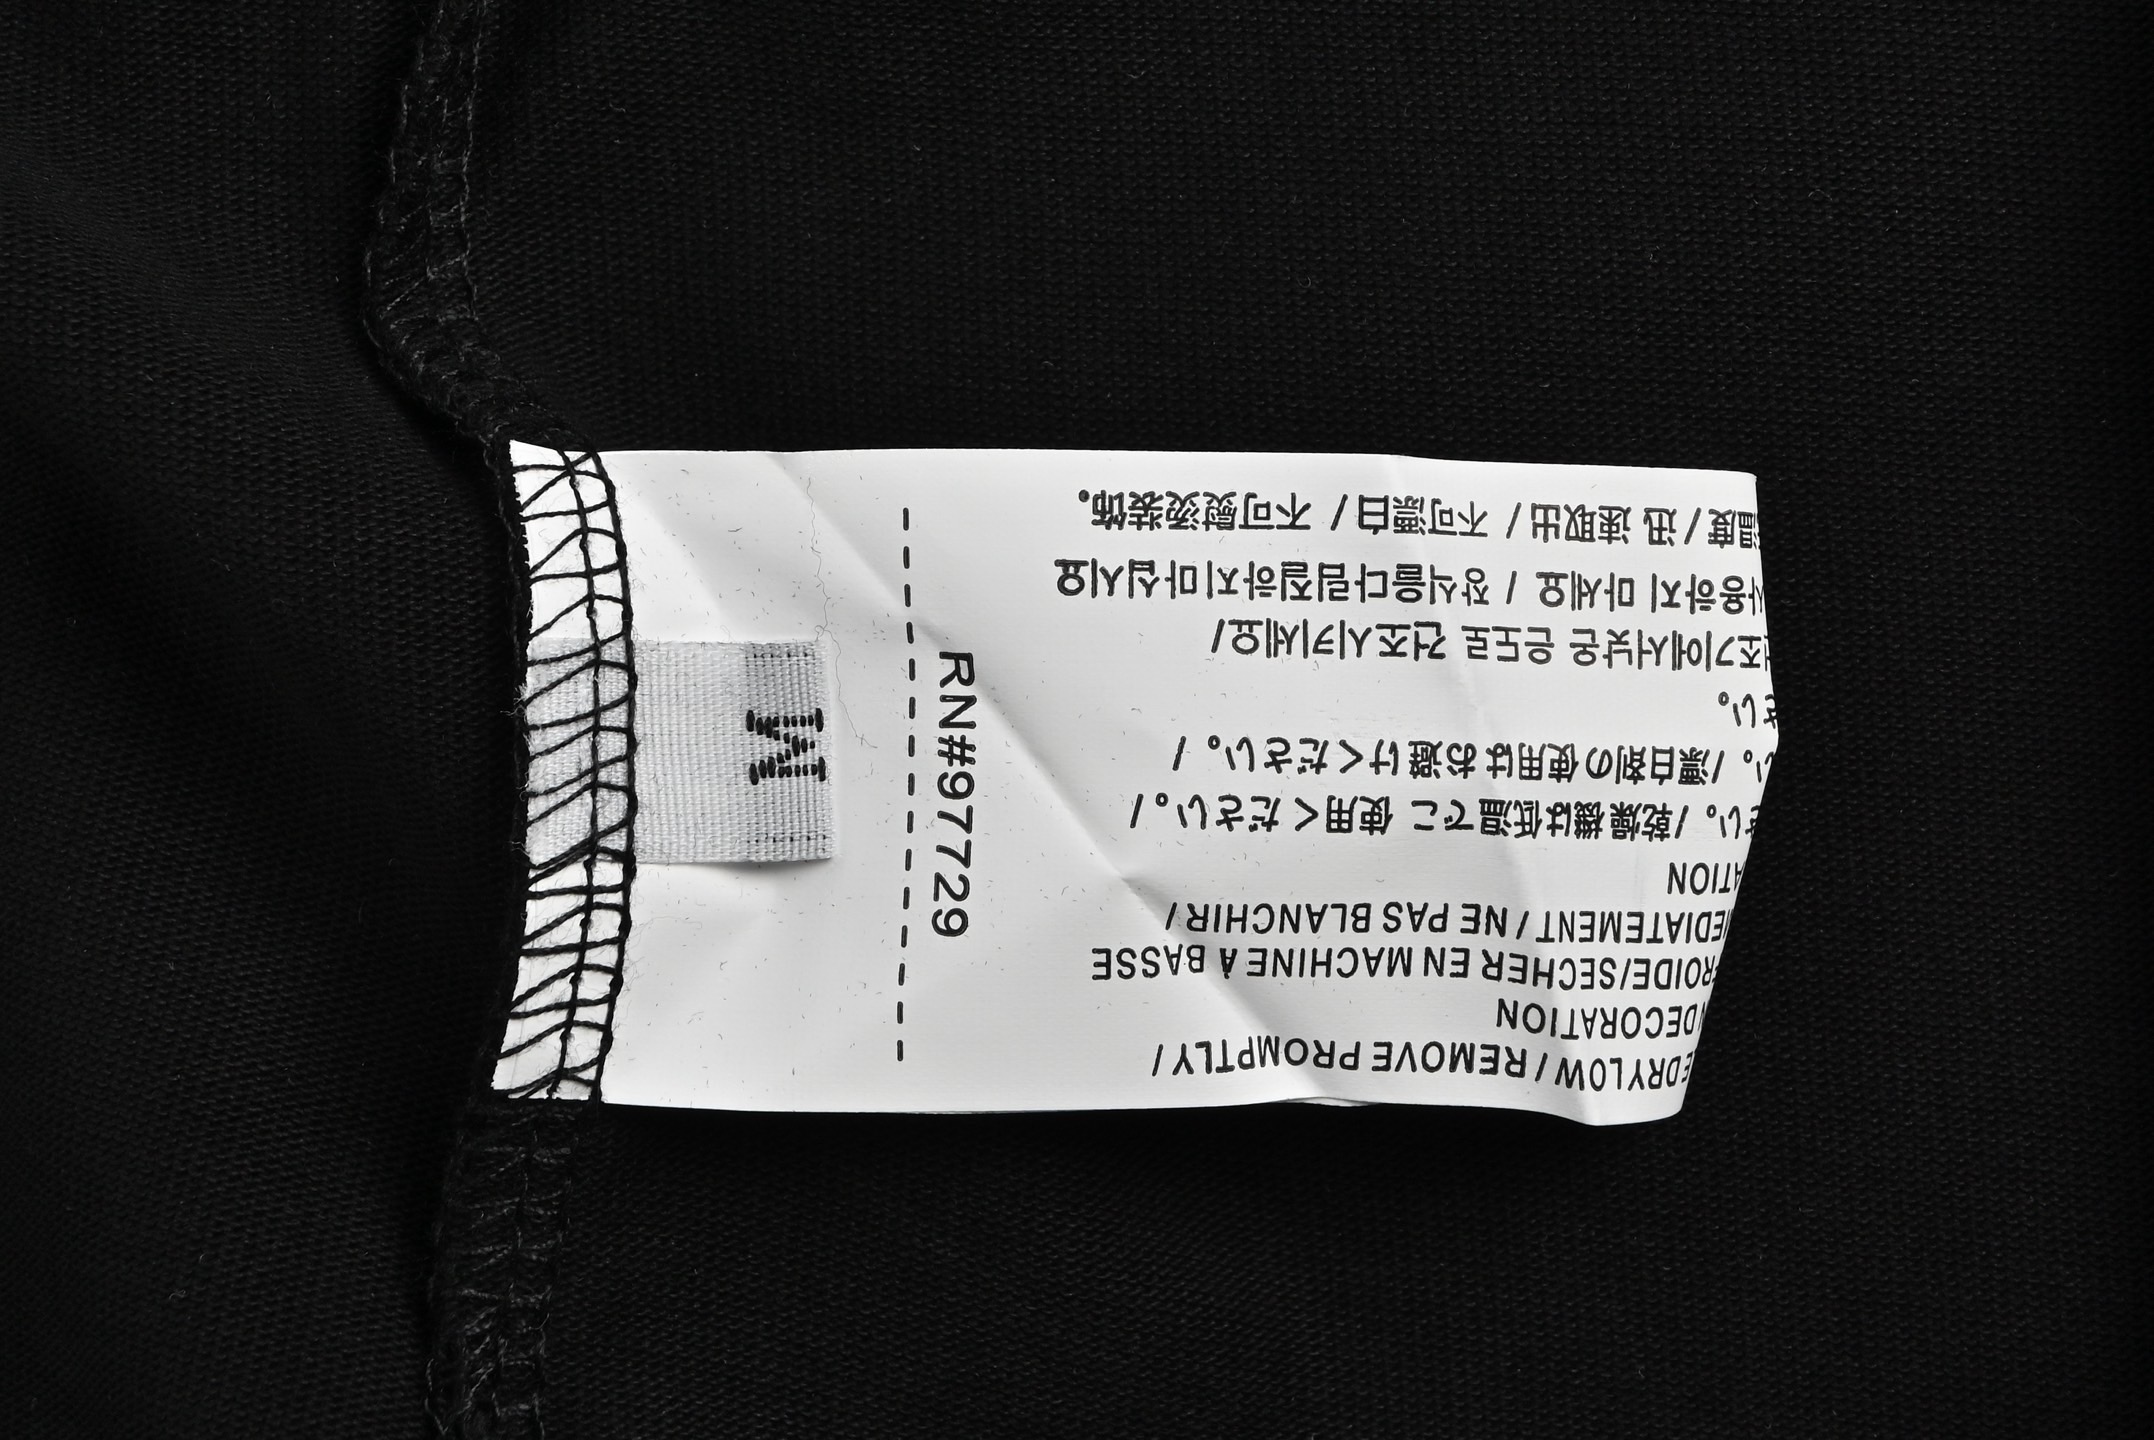 M
RN#97729
DRY LOW / REMOVE PROMPTLY /
DECORATION
FROIDE/SECHER EN MACHINE À BASSE
MEDIATEMENT / NE PAS BLANCHIR /
ATION
さい。/乾燥機は低温でご 使用く ださい。/
い。/漂白剤の使用はお避けください。 /
さい。
조기에서낮은 온도로 건조시키세요/
사용하지 마세요 / 장식을다림질하지마십시요
温度 / 迅 速取出 / 不可漂白 / 不可熨烫装饰。